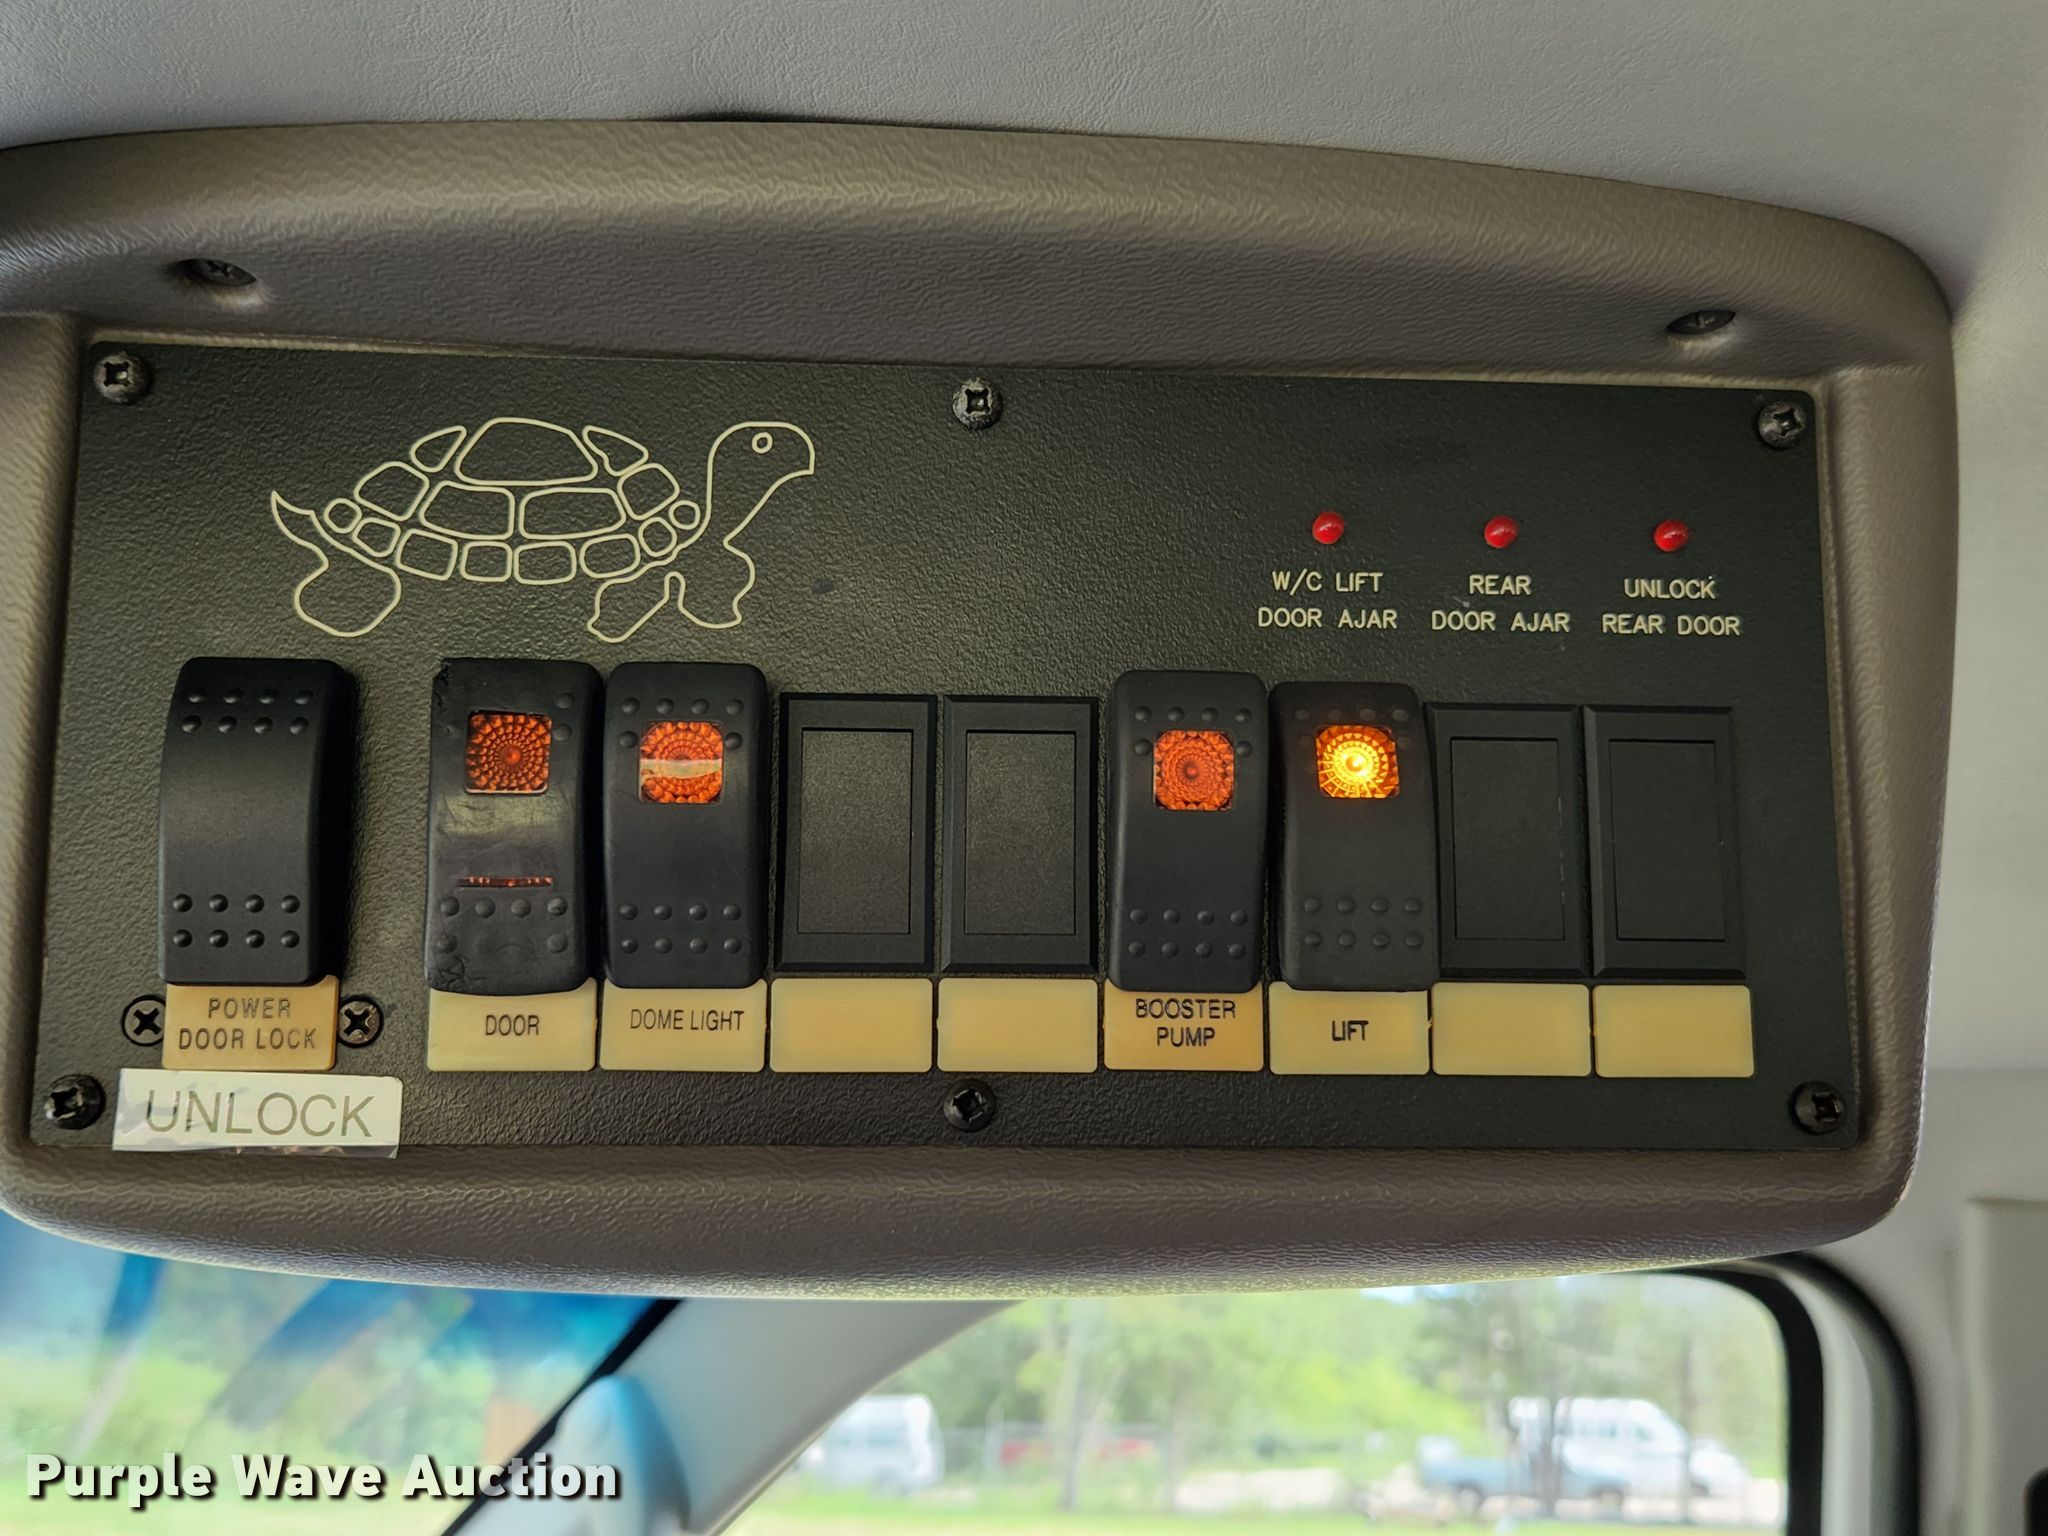 W/C LIFT
DOOR AJAR
REAR
DOOR AJAR
UNLOCK
REAR DOOR
POWER
DOOR LOCK
UNLOCK
DOOR
DOME LIGHT
BOOSTER
PUMP
LIFT
Purple Wave Auction